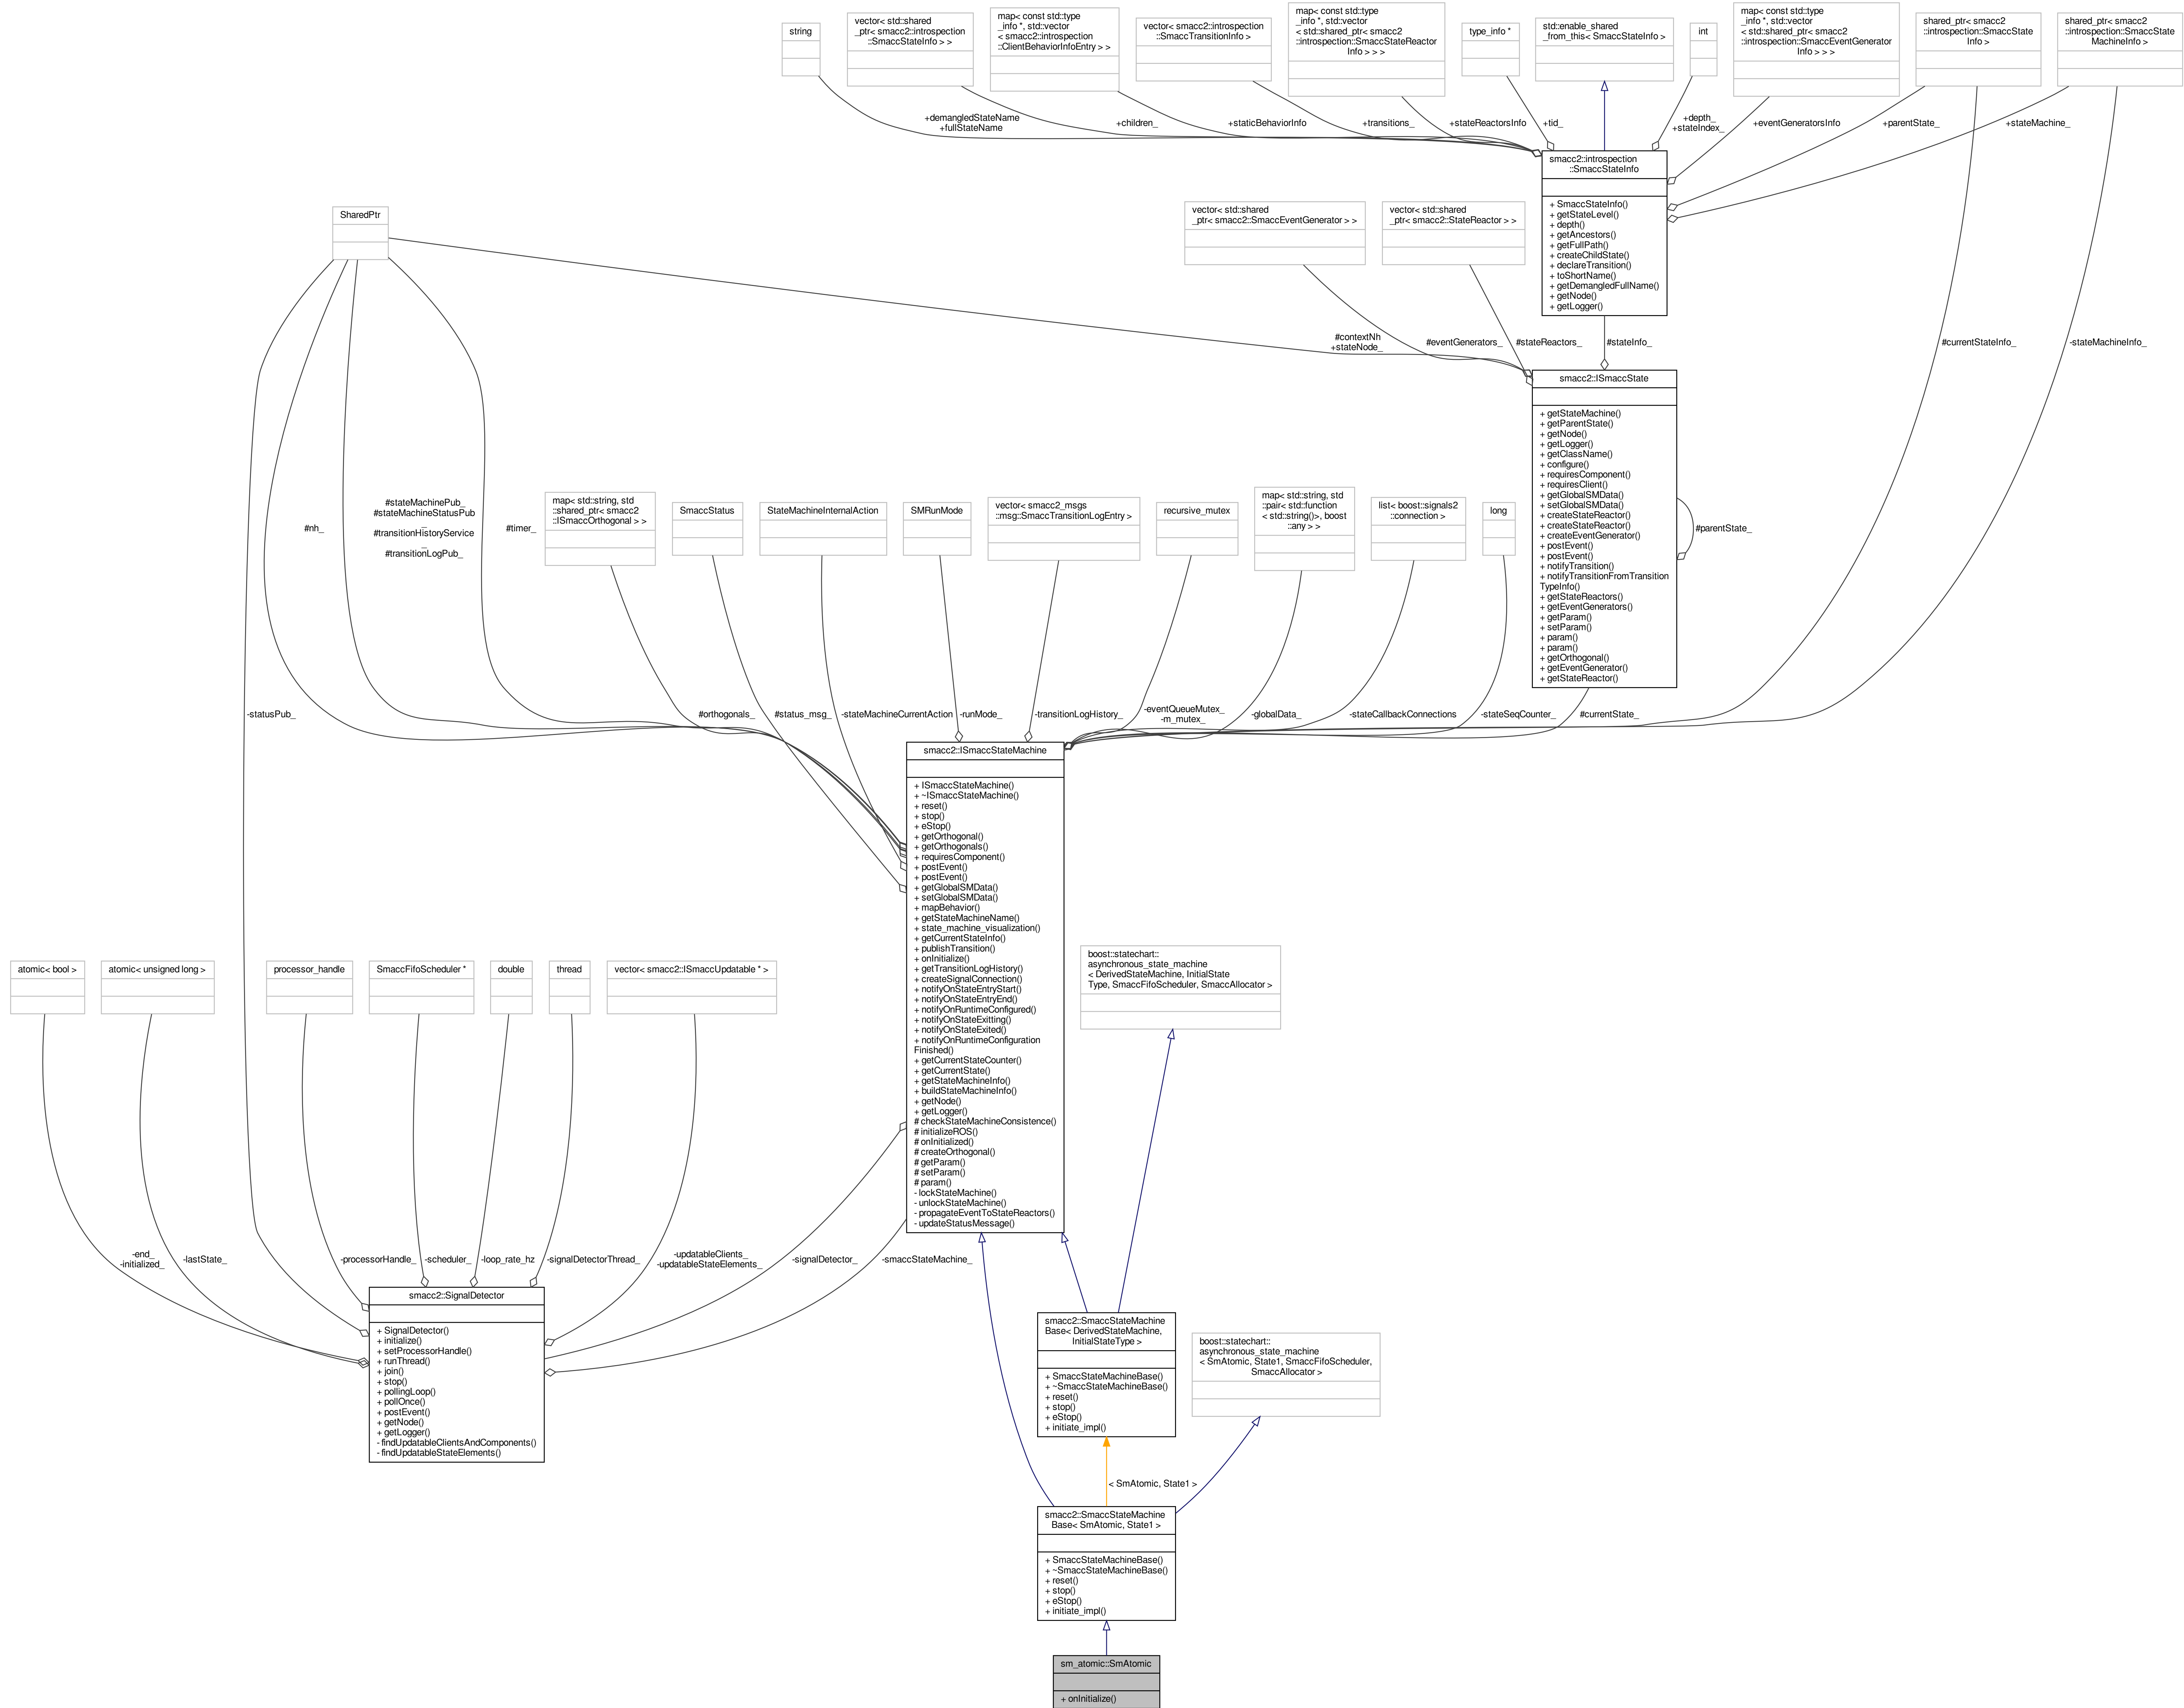 string
vector< std::shared
_ptr< smacc2::introspection
::SmaccStateInfo > >
map< const std::type
_info *, std::vector
< smacc2::introspection
::ClientBehaviorInfoEntry > >
vector< smacc2::introspection
::SmaccTransitionInfo >
map< const std::type
_info *, std::vector
< std::shared_ptr< smacc2
::introspection::SmaccStateReactor
Info > > >
type_info *
std::enable_shared
_from_this< SmaccStateInfo >
int
map< const std::type
_info *, std::vector
< std::shared_ptr< smacc2
::introspection::SmaccEventGenerator
Info > > >
shared_ptr< smacc2
::introspection::SmaccState
Info >
shared_ptr< smacc2
::introspection::SmaccState
MachineInfo >
+demangledStateName
+fullStateName
+children_
+staticBehaviorInfo
+transitions_
+stateReactorsInfo
+tid_
+depth_
+stateIndex_
+eventGeneratorsInfo
+parentState_
+stateMachine_
smacc2::introspection
::SmaccStateInfo
+ SmaccStateInfo()
+ getStateLevel()
+ depth()
+ getAncestors()
+ getFullPath()
+ createChildState()
+ declareTransition()
+ toShortName()
+ getDemangledFullName()
+ getNode()
+ getLogger()
SharedPtr
vector< std::shared
_ptr< smacc2::SmaccEventGenerator > >
vector< std::shared
_ptr< smacc2::StateReactor > >
#contextNh
+stateNode_
#eventGenerators_
#stateReactors_
#stateInfo_
#currentStateInfo_
-stateMachineInfo_
smacc2::ISmaccState
+ getStateMachine()
+ getParentState()
+ getNode()
+ getLogger()
+ getClassName()
+ configure()
+ requiresComponent()
+ requiresClient()
+ getGlobalSMData()
+ setGlobalSMData()
+ createStateReactor()
+ createStateReactor()
+ createEventGenerator()
+ postEvent()
+ postEvent()
+ notifyTransition()
+ notifyTransitionFromTransition
TypeInfo()
+ getStateReactors()
+ getEventGenerators()
+ getParam()
+ setParam()
+ param()
+ param()
+ getOrthogonal()
+ getEventGenerator()
+ getStateReactor()
#parentState_
#nh_
#stateMachinePub_
#stateMachineStatusPub
_
#transitionHistoryService
_
#transitionLogPub_
#timer_
map< std::string, std
::shared_ptr< smacc2
::ISmaccOrthogonal > >
SmaccStatus
StateMachineInternalAction
SMRunMode
vector< smacc2_msgs
::msg::SmaccTransitionLogEntry >
recursive_mutex
map< std::string, std
::pair< std::function
< std::string()>, boost
::any > >
list< boost::signals2
::connection >
long
-statusPub_
#orthogonals_
#status_msg_
-stateMachineCurrentAction
-runMode_
-transitionLogHistory_
-eventQueueMutex_
-m_mutex_
-globalData_
-stateCallbackConnections
-stateSeqCounter_
#currentState_
smacc2::ISmaccStateMachine
+ ISmaccStateMachine()
+ ~ISmaccStateMachine()
+ reset()
+ stop()
+ eStop()
+ getOrthogonal()
+ getOrthogonals()
+ requiresComponent()
+ postEvent()
+ postEvent()
+ getGlobalSMData()
+ setGlobalSMData()
+ mapBehavior()
+ getStateMachineName()
+ state_machine_visualization()
+ getCurrentStateInfo()
+ publishTransition()
+ onInitialize()
+ getTransitionLogHistory()
+ createSignalConnection()
+ notifyOnStateEntryStart()
+ notifyOnStateEntryEnd()
+ notifyOnRuntimeConfigured()
+ notifyOnStateExitting()
+ notifyOnStateExited()
+ notifyOnRuntimeConfiguration
Finished()
+ getCurrentStateCounter()
+ getCurrentState()
+ getStateMachineInfo()
+ buildStateMachineInfo()
+ getNode()
+ getLogger()
# checkStateMachineConsistence()
# initializeROS()
# onInitialized()
# createOrthogonal()
# getParam()
# setParam()
# param()
- lockStateMachine()
- unlockStateMachine()
- propagateEventToStateReactors()
- updateStatusMessage()
atomic< bool >
atomic< unsigned long >
processor_handle
SmaccFifoScheduler *
double
thread
vector< smacc2::ISmaccUpdatable * >
boost::statechart::
asynchronous_state_machine
< DerivedStateMachine, InitialState
Type, SmaccFifoScheduler, SmaccAllocator >
-end_
-initialized_
-lastState_
-processorHandle_
-scheduler_
-loop_rate_hz
-signalDetectorThread_
-updatableClients_
-updatableStateElements_
-signalDetector_
-smaccStateMachine_
smacc2::SignalDetector
+ SignalDetector()
+ initialize()
+ setProcessorHandle()
+ runThread()
+ join()
+ stop()
+ pollingLoop()
+ pollOnce()
+ postEvent()
+ getNode()
+ getLogger()
- findUpdatableClientsAndComponents()
- findUpdatableStateElements()
smacc2::SmaccStateMachine
Base< DerivedStateMachine,
InitialStateType >
+ SmaccStateMachineBase()
+ ~SmaccStateMachineBase()
+ reset()
+ stop()
+ eStop()
+ initiate_impl()
boost::statechart::
asynchronous_state_machine
< SmAtomic, State1, SmaccFifoScheduler,
SmaccAllocator >
< SmAtomic, State1 >
smacc2::SmaccStateMachine
Base< SmAtomic, State1 >
+ SmaccStateMachineBase()
+ ~SmaccStateMachineBase()
+ reset()
+ stop()
+ eStop()
+ initiate_impl()
sm_atomic::SmAtomic
+ onInitialize()